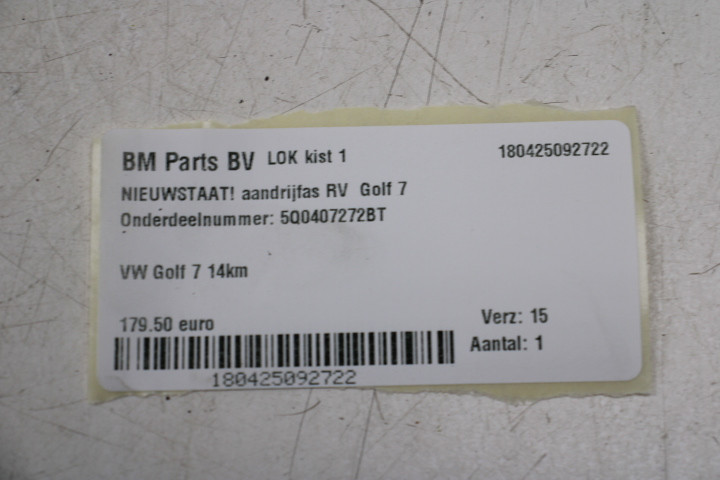 BM Parts BV LOK kist 1 180425092722
NIEUWSTAAT! aandrijfas RV Golf 7
Onderdeelnummer: 5Q0407272BT
VW Golf 7 14km
179.50 euro Verz: 15
Aantal: 1
180425092722